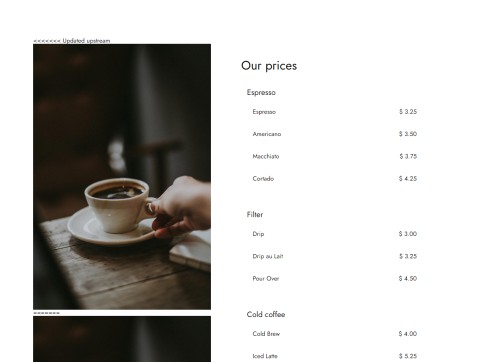 <<<<<<< Updated upstream
Our prices
Espresso
Espresso $ 3.25
Americano $ 3.50
Macchiato $ 3.75
Cortado $ 4.25
Filter
Drip $ 3.00
Drip au Lait $ 3.25
Pour Over $ 4.50
=======
Cold coffee
Cold Brew $ 4.00
Iced Latte $ 5.25